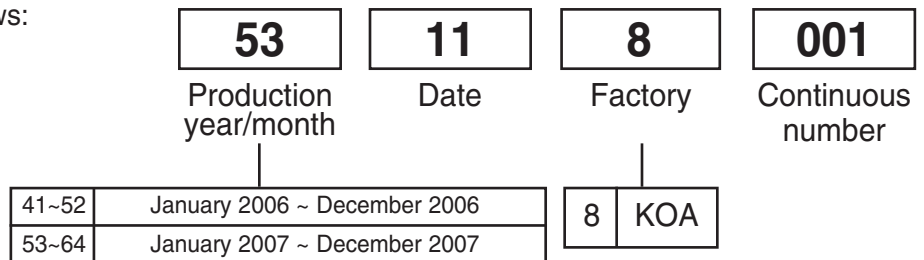 ws:
53 11 8 001
Production year/month Date Factory Continuous number
41~52 January 2006 ~ December 2006
53~64 January 2007 ~ December 2007
8 KOA